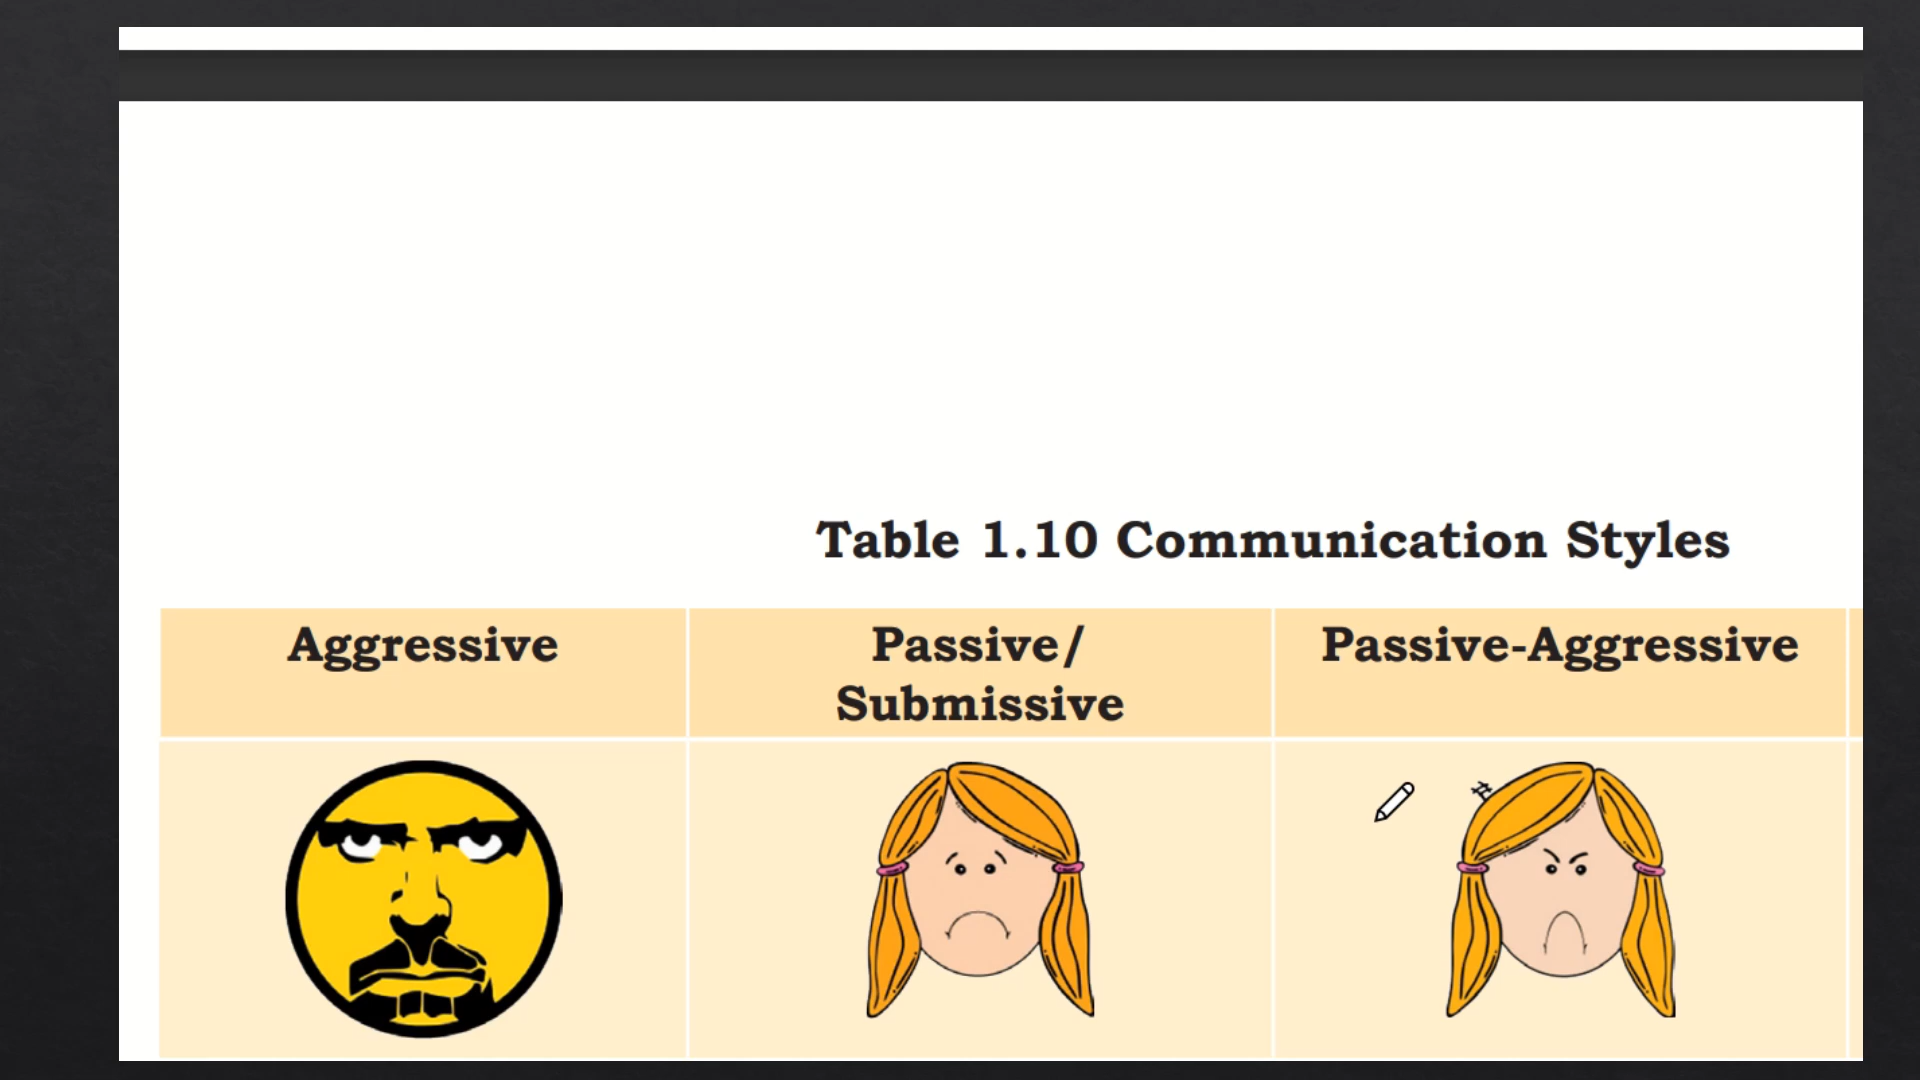 Table 1.10 Communication Styles
Aggressive
Passive/
Submissive
Passive-Aggressive